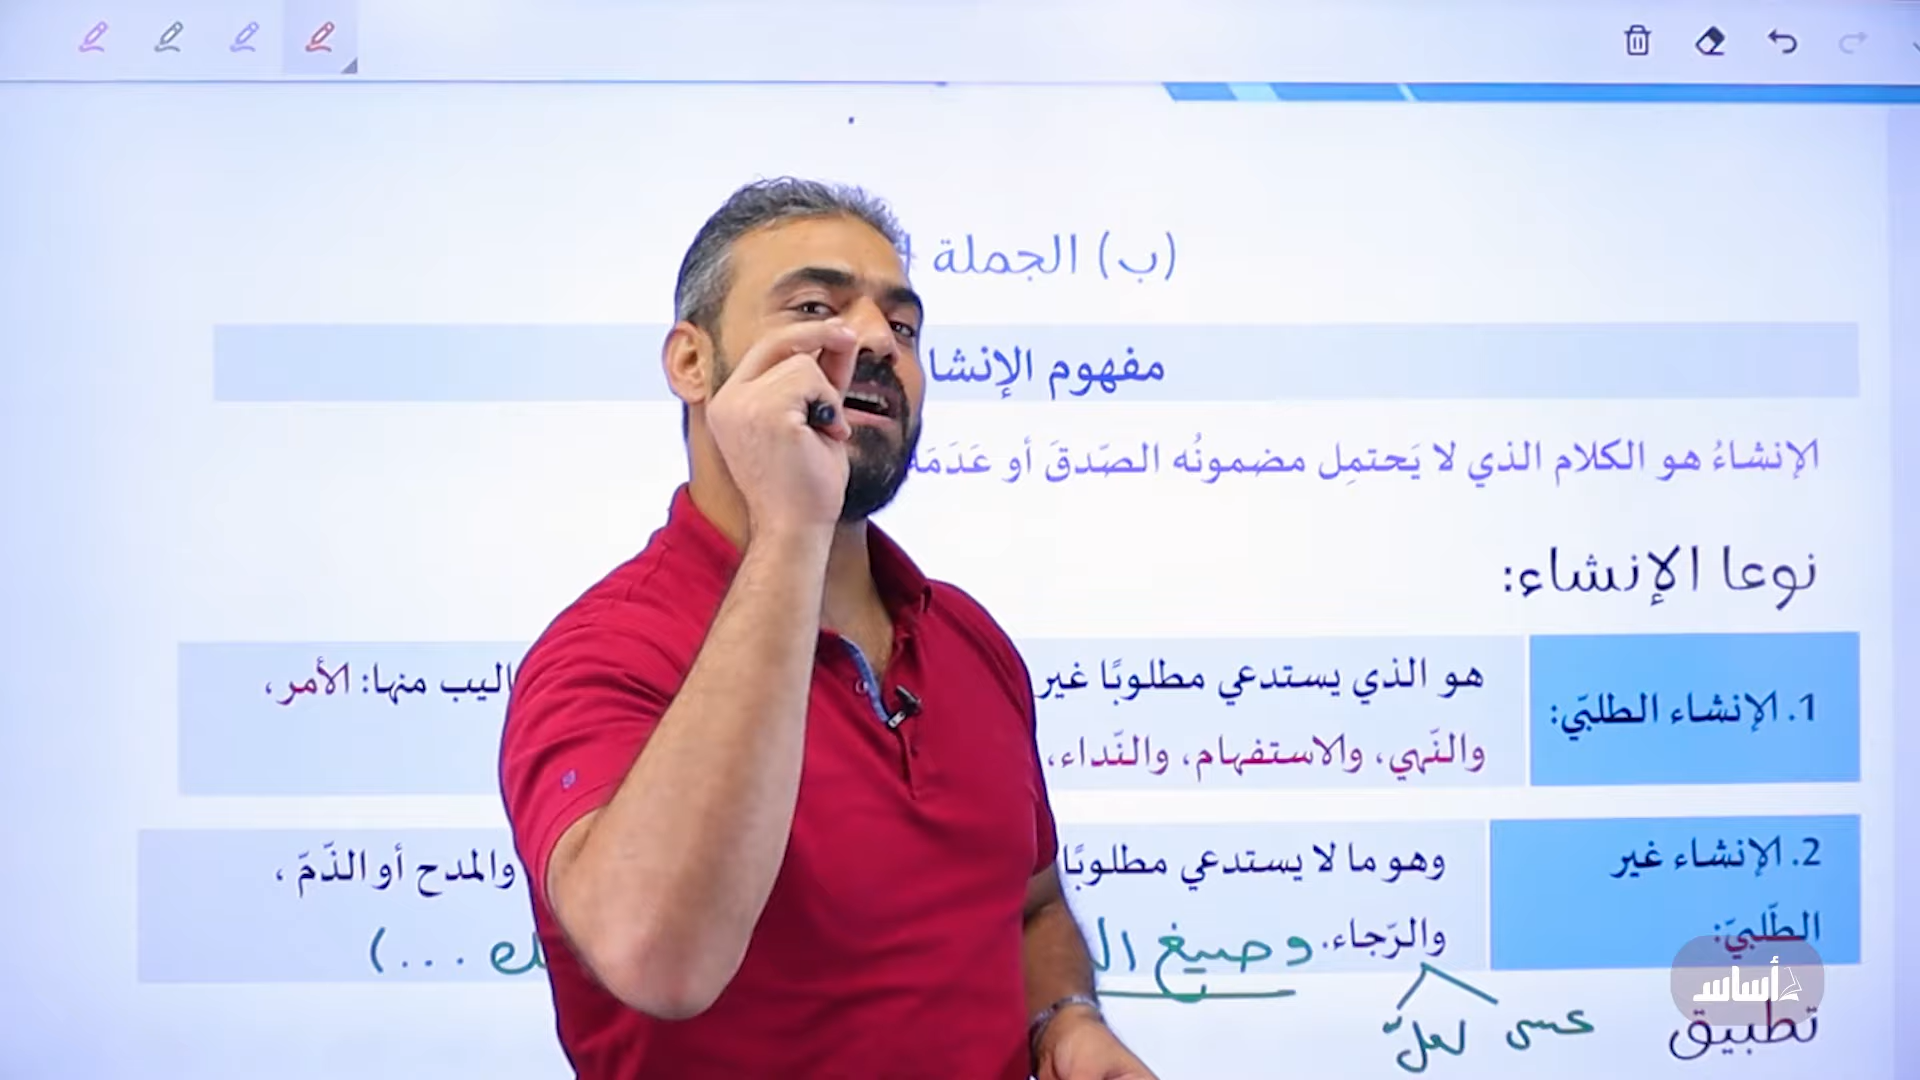 (ب) الجملة
مفهوم الإنشا
الإنشاءُ هو الكلام الذي لا يَحتمِل مضمونُه الصّدقَ أو عَدَمَه
نوعا الإنشاء:
1. الإنشاء الطلبيّ:
هو الذي يستدعي مطلوبًا غير اليب منها: الأمر،
والنّهي، والاستفهام، والنّداء،
2. الإنشاء غير
الطّلبيّ:
وهو ما لا يستدعي مطلوبًا والمدح أو الذّمّ ،
والرّجاء. وصيغ ال ...)
عسى لعلّ
تطبيق
أساس